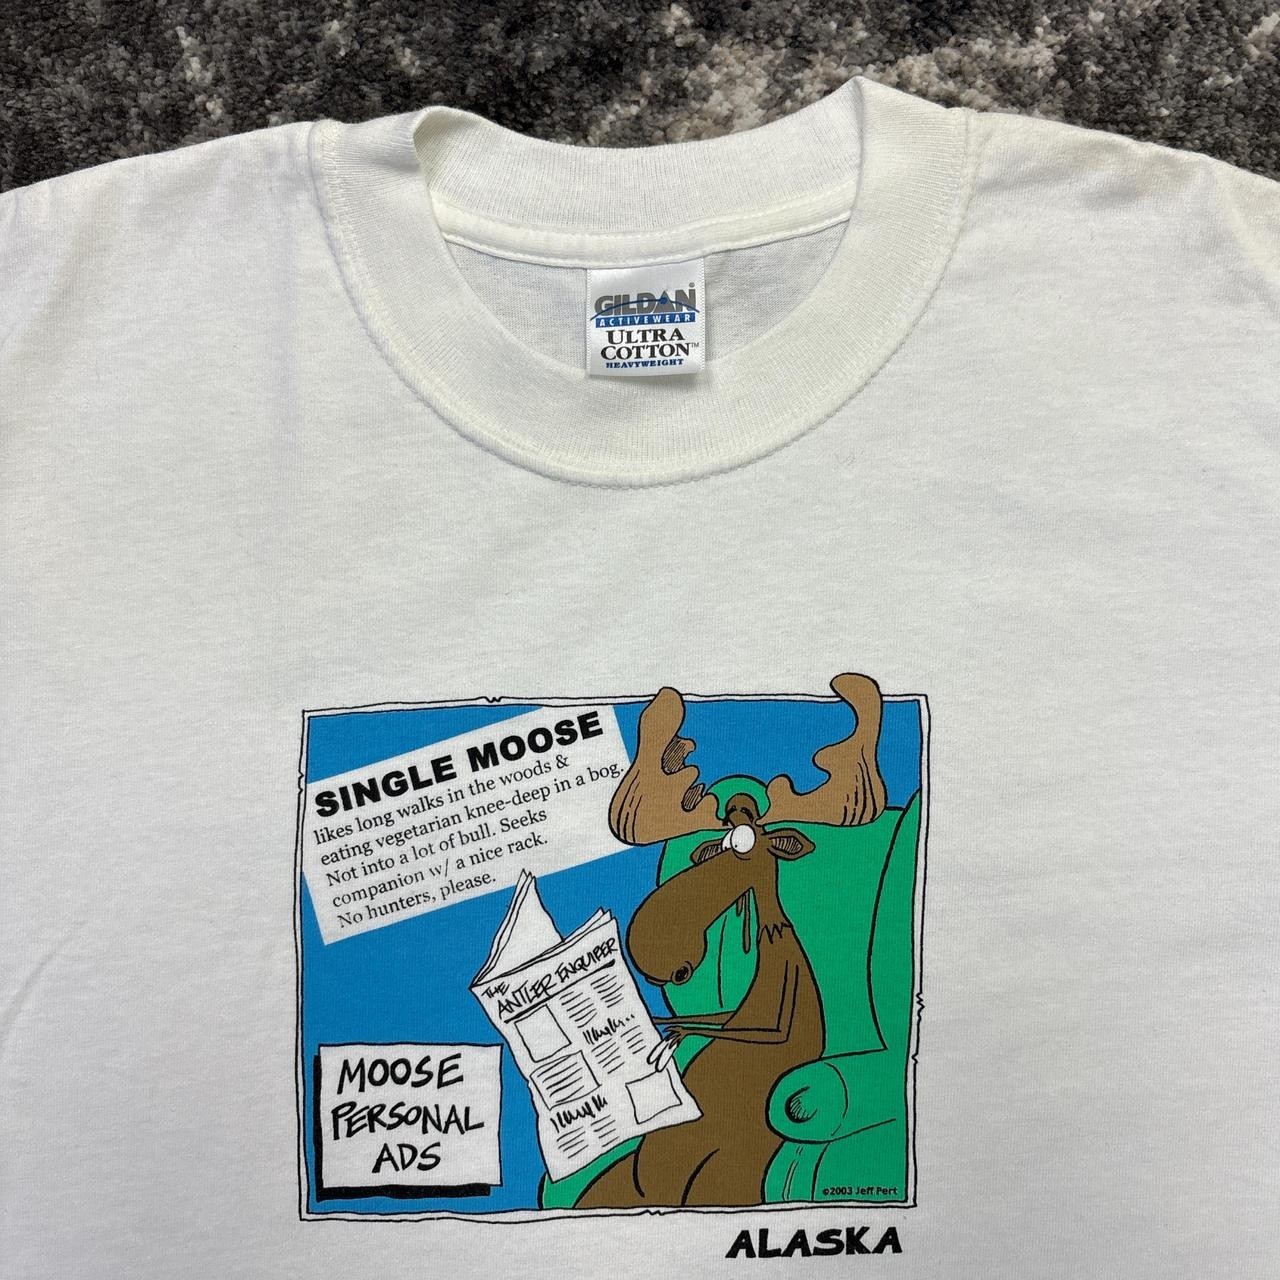 GILDAN
ACTIVEWEAR
ULTRA
COTTON™
HEAVYWEIGHT
SINGLE MOOSE
likes long walks in the woods &
eating vegetarian knee-deep in a bog.
Not into a lot of bull. Seeks
companion w/ a nice rack.
No hunters, please.
THE
ANTLER ENQUIRER
MOOSE
PERSONAL
ADS
©2003 Jeff Pert
ALASKA